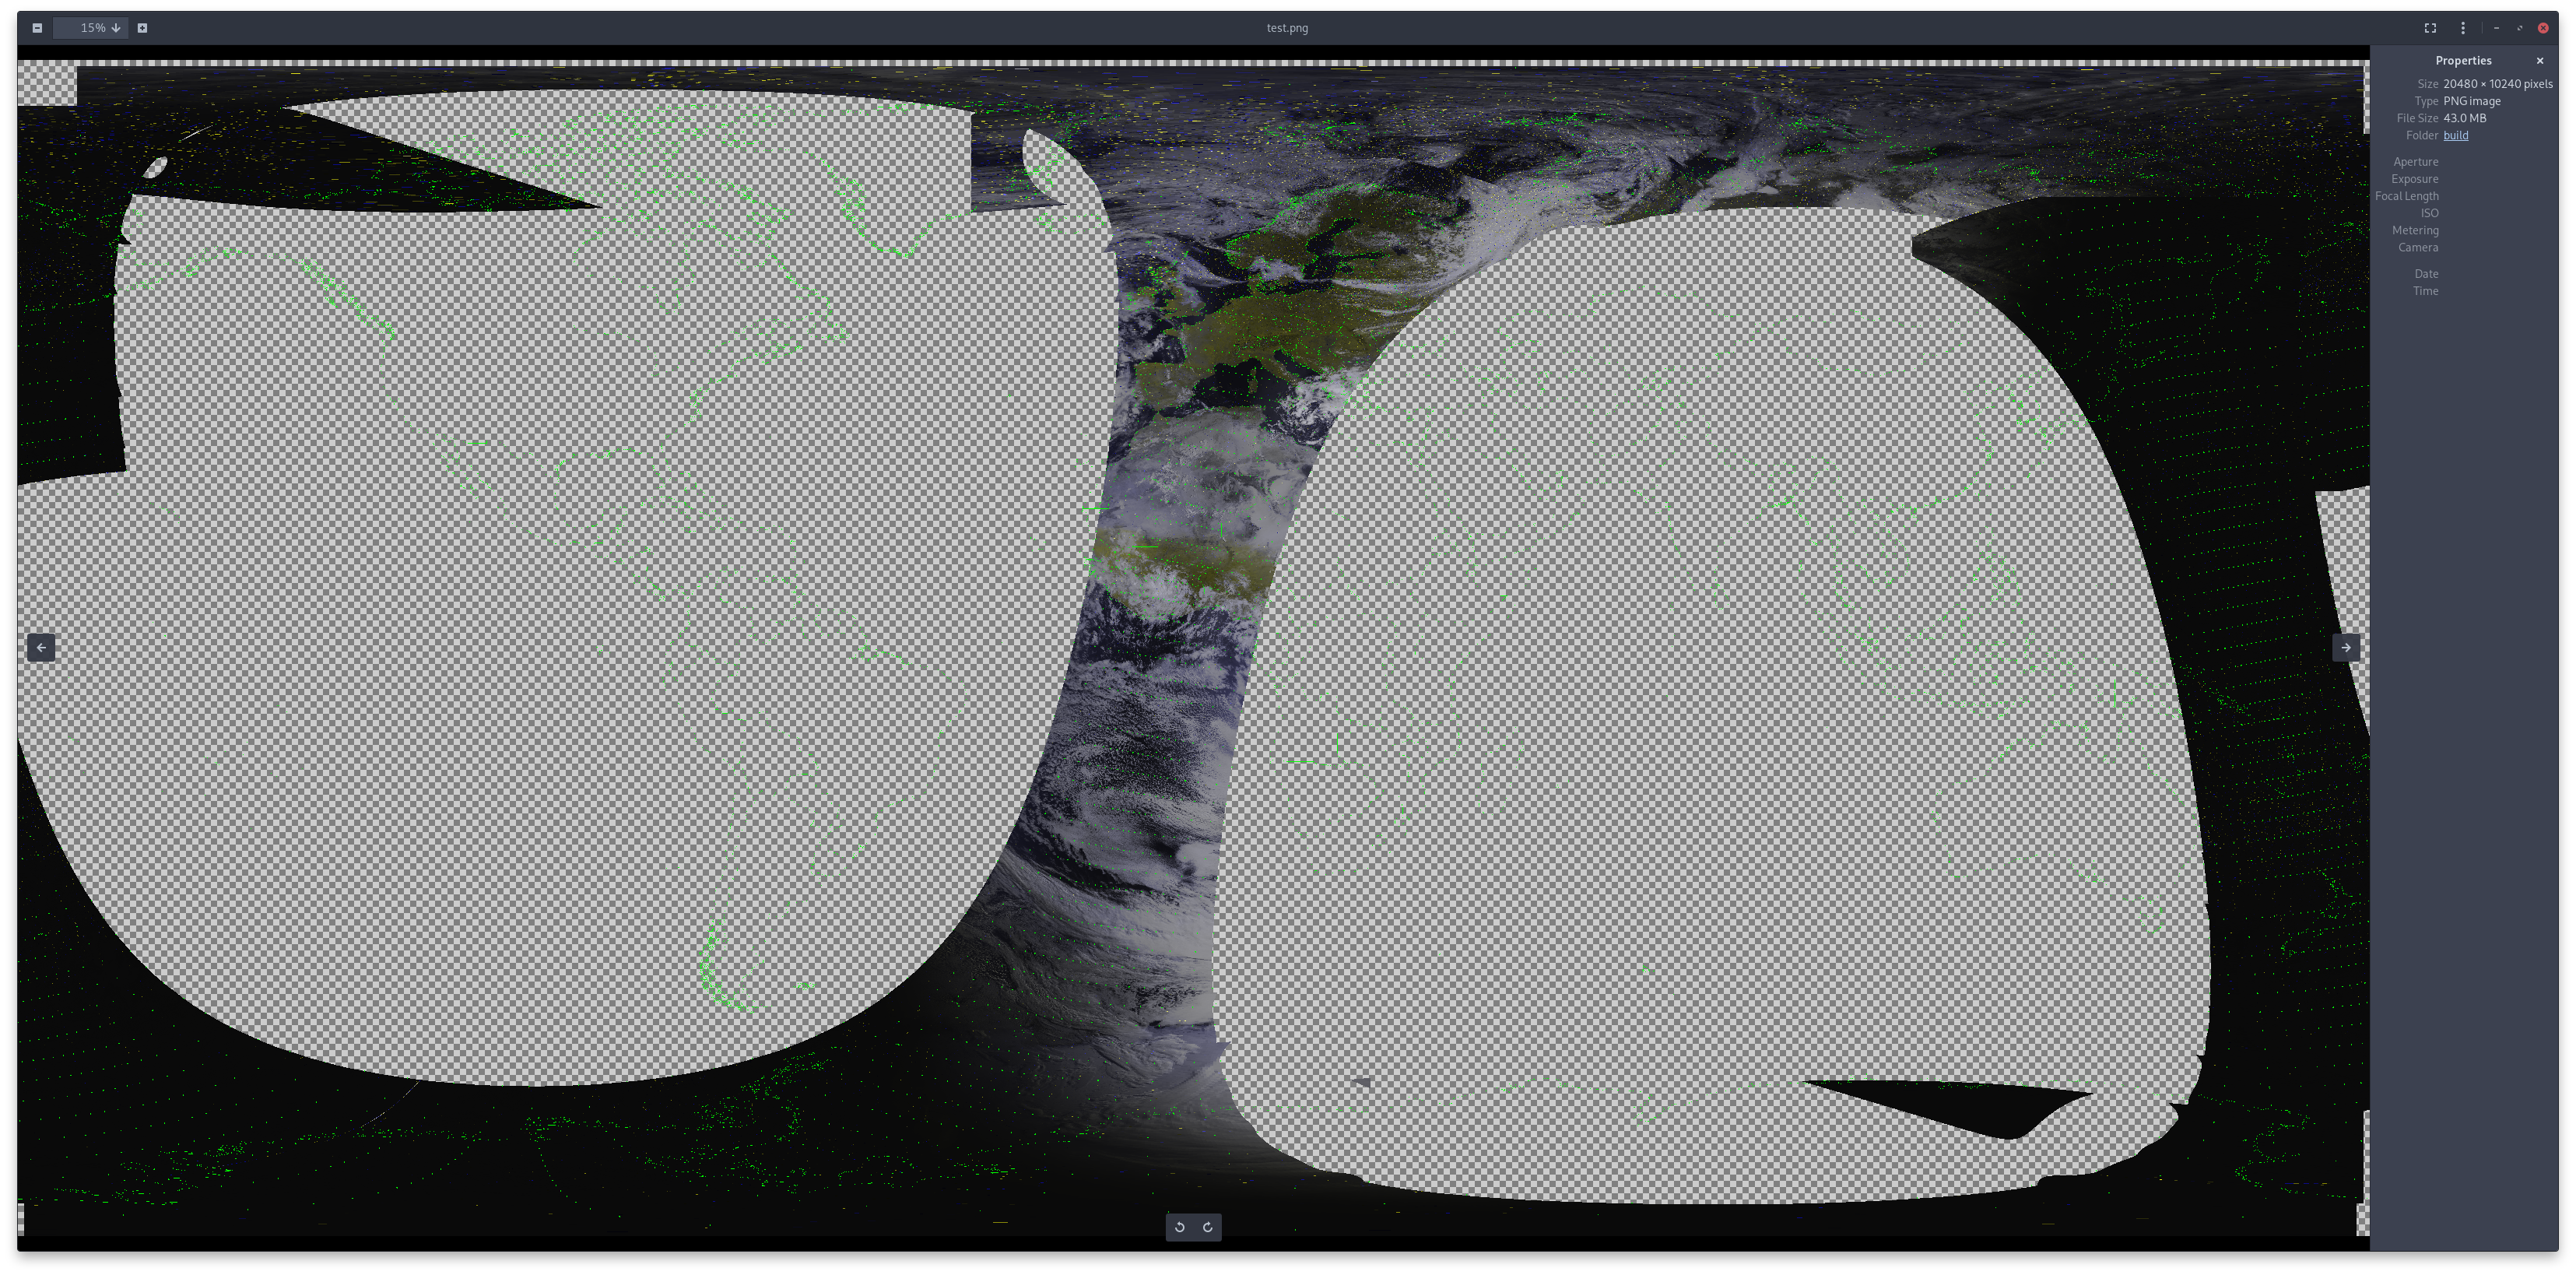 15%
test.png
Properties
Size 20480 × 10240 pixels
Type PNG image
File Size 43.0 MB
Folder build
Aperture
Exposure
Focal Length
ISO
Metering
Camera
Date
Time